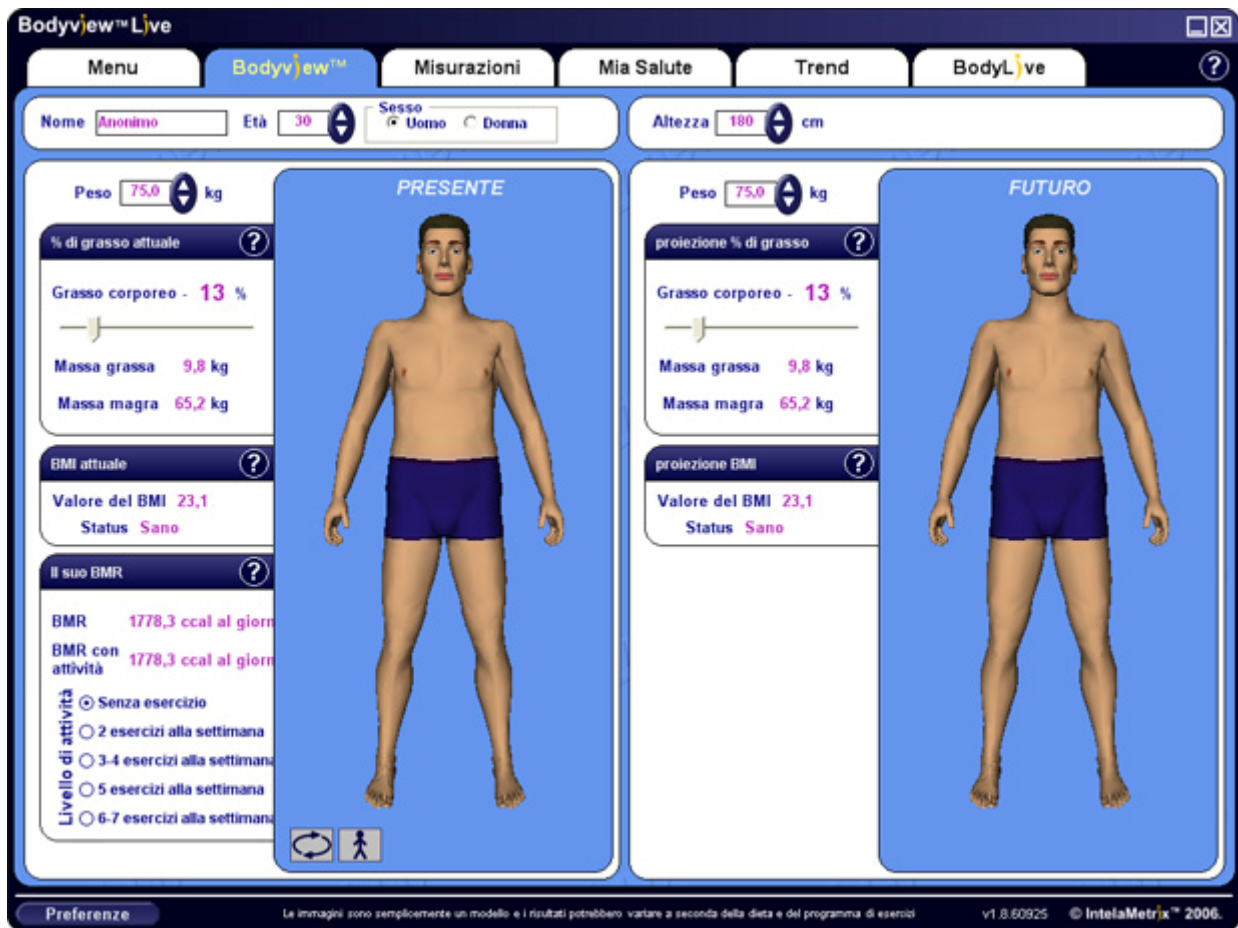 Bodyview™ Live
Menu
Bodyview™
Misurazioni
Mia Salute
Trend
BodyLive
?
Nome Anonimo Età 30 Sesso Uomo Donna
Altezza 180 cm
Peso 75,0 kg
PRESENTE
% di grasso attuale ?
Grasso corporeo - 13 %
Massa grassa 9,8 kg
Massa magra 65,2 kg
BMI attuale ?
Valore del BMI 23,1
Status Sano
Il suo BMR ?
BMR 1778,3 ccal al giorn
BMR con attività 1778,3 ccal al giorn
Livello di attività
Senza esercizio
2 esercizi alla settimana
3-4 esercizi alla settimana
5 esercizi alla settimana
6-7 esercizi alla settimana
Peso 75,0 kg
FUTURO
proiezione % di grasso ?
Grasso corporeo - 13 %
Massa grassa 9,8 kg
Massa magra 65,2 kg
proiezione BMI ?
Valore del BMI 23,1
Status Sano
Preferenze
Le immagini sono semplicemente un modello e i risultati potrebbero variare a seconda della dieta e del programma di esercizi
v1.8.60925
© IntelaMetrix™ 2006.